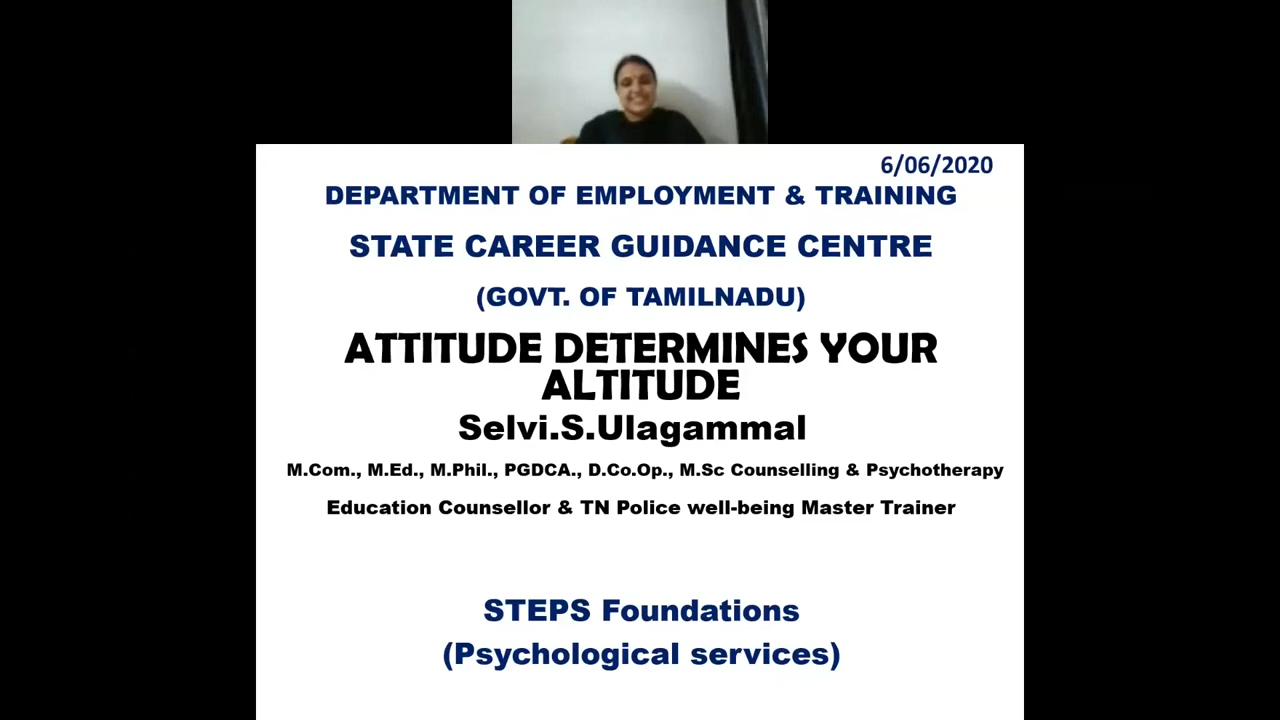 6/06/2020
DEPARTMENT OF EMPLOYMENT & TRAINING
STATE CAREER GUIDANCE CENTRE
(GOVT. OF TAMILNADU)
ATTITUDE DETERMINES YOUR
ALTITUDE
Selvi.S.Ulagammal
M.Com., M.Ed., M.Phil., PGDCA., D.Co.Op., M.Sc Counselling & Psychotherapy
Education Counsellor & TN Police well-being Master Trainer
STEPS Foundations
(Psychological services)